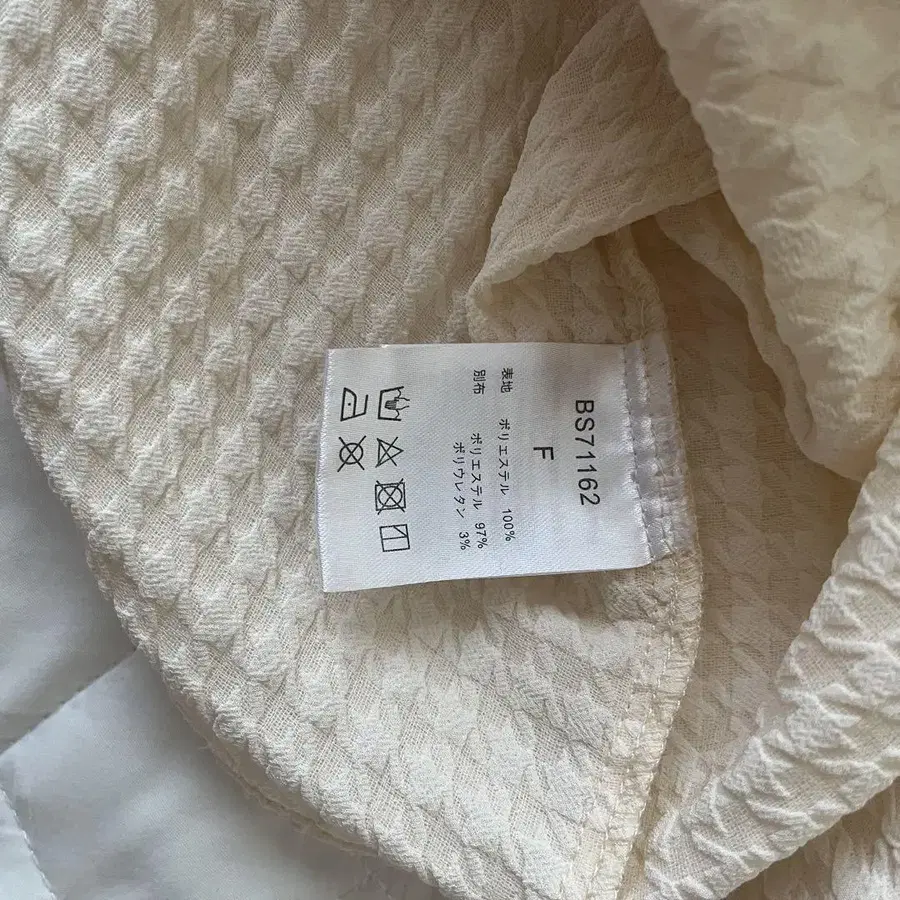 BS71162
F
表地 ポリエステル 100%
別布 ポリエステル 97%
ポリウレタン 3%